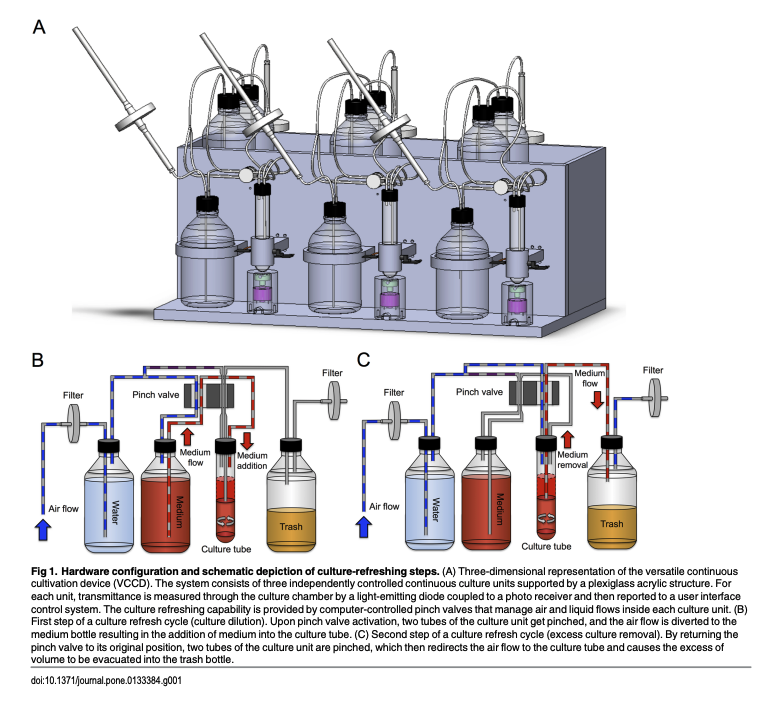 A
B
C
Filter
Pinch valve
Filter
Medium
flow
Medium
addition
Water
Medium
Air flow
Culture tube
Trash
Filter
Pinch valve
Medium
flow
Filter
Medium
removal
Water
Medium
Air flow
Culture tube
Trash
Fig 1. Hardware configuration and schematic depiction of culture-refreshing steps. (A) Three-dimensional representation of the versatile continuous
cultivation device (VCCD). The system consists of three independently controlled continuous culture units supported by a plexiglass acrylic structure. For
each unit, transmittance is measured through the culture chamber by a light-emitting diode coupled to a photo receiver and then reported to a user interface
control system. The culture refreshing capability is provided by computer-controlled pinch valves that manage air and liquid flows inside each culture unit. (B)
First step of a culture refresh cycle (culture dilution). Upon pinch valve activation, two tubes of the culture unit get pinched, and the air flow is diverted to the
medium bottle resulting in the addition of medium into the culture tube. (C) Second step of a culture refresh cycle (excess culture removal). By returning the
pinch valve to its original position, two tubes of the culture unit are pinched, which then redirects the air flow to the culture tube and causes the excess of
volume to be evacuated into the trash bottle.
doi:10.1371/journal.pone.0133384.g001